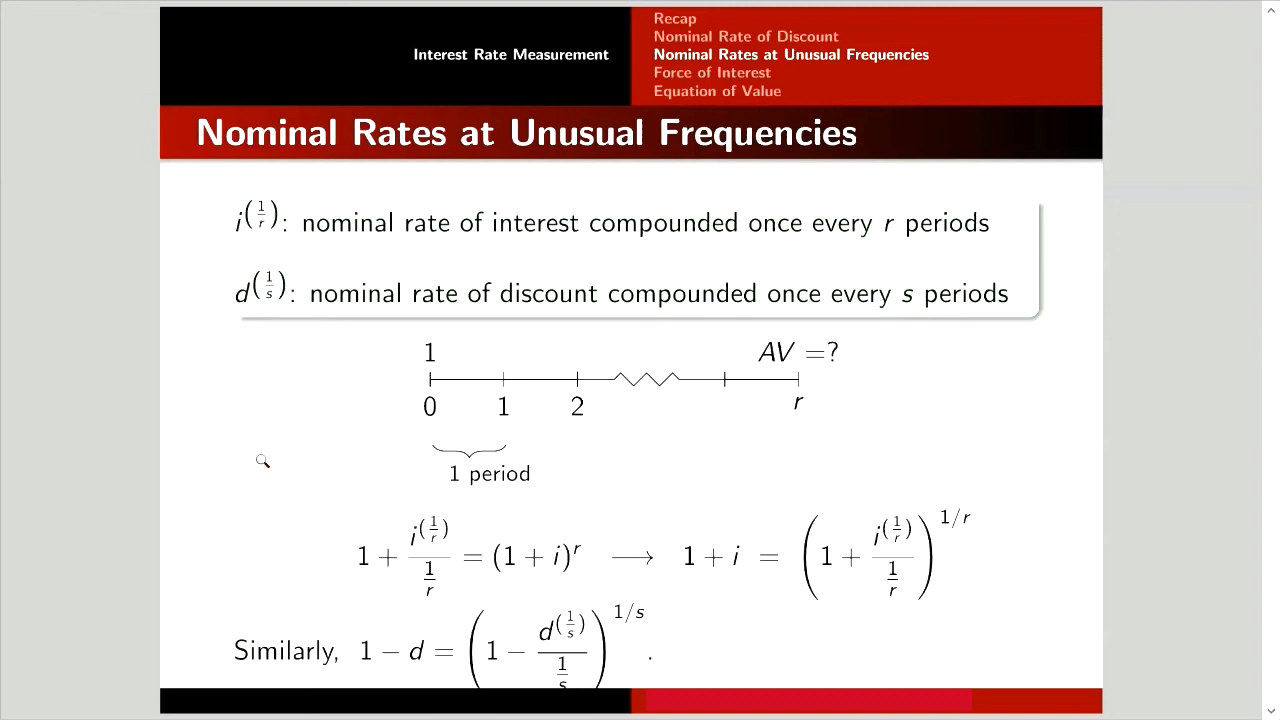 Interest Rate Measurement
Recap
Nominal Rate of Discount
Nominal Rates at Unusual Frequencies
Force of Interest
Equation of Value
Nominal Rates at Unusual Frequencies
i^(1/r): nominal rate of interest compounded once every r periods
d^(1/s): nominal rate of discount compounded once every s periods
1 AV =?
0 1 2 r
1 period
1 + i^(1/r)/(1/r) = (1 + i)^r ⟶ 1 + i = (1 + i^(1/r)/(1/r))^1/r
Similarly, 1 − d = (1 − d^(1/s)/(1/s))^1/s.